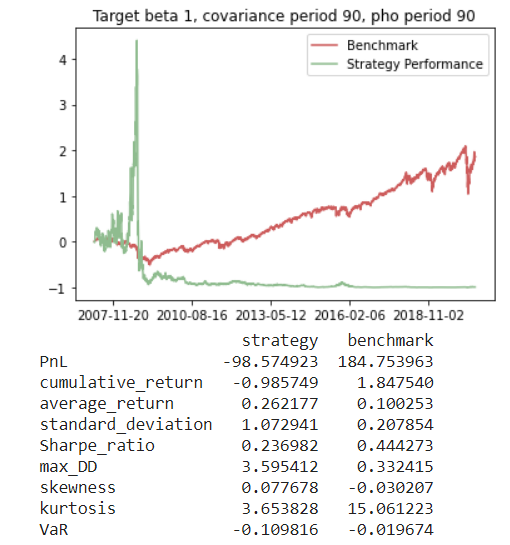 Target beta 1, covariance period 90, pho period 90
Benchmark
Strategy Performance
4
3
2
1
0
−1
2007-11-20 2010-08-16 2013-05-12 2016-02-06 2018-11-02
strategy benchmark
PnL -98.574923 184.753963
cumulative_return -0.985749 1.847540
average_return 0.262177 0.100253
standard_deviation 1.072941 0.207854
Sharpe_ratio 0.236982 0.444273
max_DD 3.595412 0.332415
skewness 0.077678 -0.030207
kurtosis 3.653828 15.061223
VaR -0.109816 -0.019674